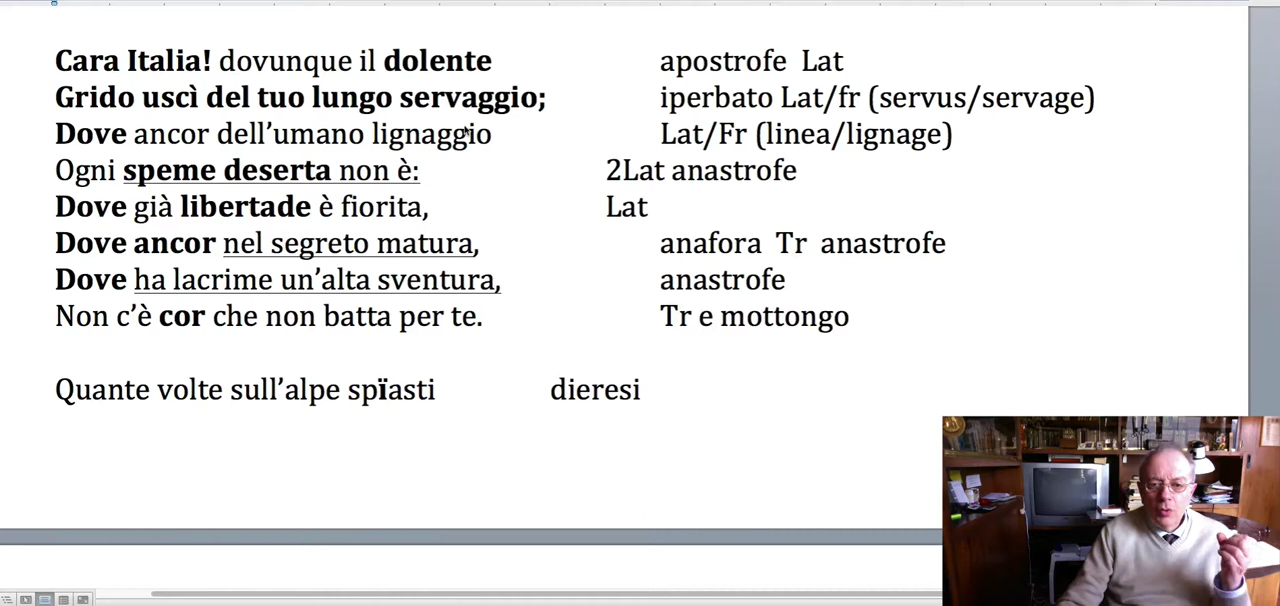 Cara Italia! dovunque il dolente apostrofe Lat
Grido uscì del tuo lungo servaggio; iperbato Lat/fr (servus/servage)
Dove ancor dell’umano lignaggio Lat/Fr (linea/lignage)
Ogni speme deserta non è: 2Lat anastrofe
Dove già libertade è fiorita, Lat
Dove ancor nel segreto matura, anafora Tr anastrofe
Dove ha lacrime un’alta sventura, anastrofe
Non c’è cor che non batta per te. Tr e mottongo
Quante volte sull’alpe spïasti dieresi